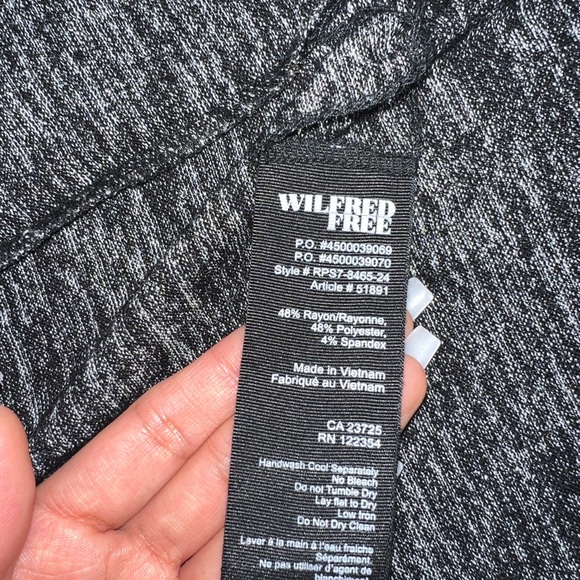 WILFRED
FREE
P.O. #4500039069
P.O. #4500039070
Style # RPS7-8465-24
Article # 51891
48% Rayon/Rayonne,
48% Polyester,
4% Spandex
Made in Vietnam
Fabriqué au Vietnam
CA 23725
RN 122354
Handwash Cool Separately
No Bleach
Do not Tumble Dry
Lay flat to Dry
Low Iron
Do Not Dry Clean
Laver à la main à l'eau fraiche
Séparément.
Ne pas utiliser d'agent de
blanchiment